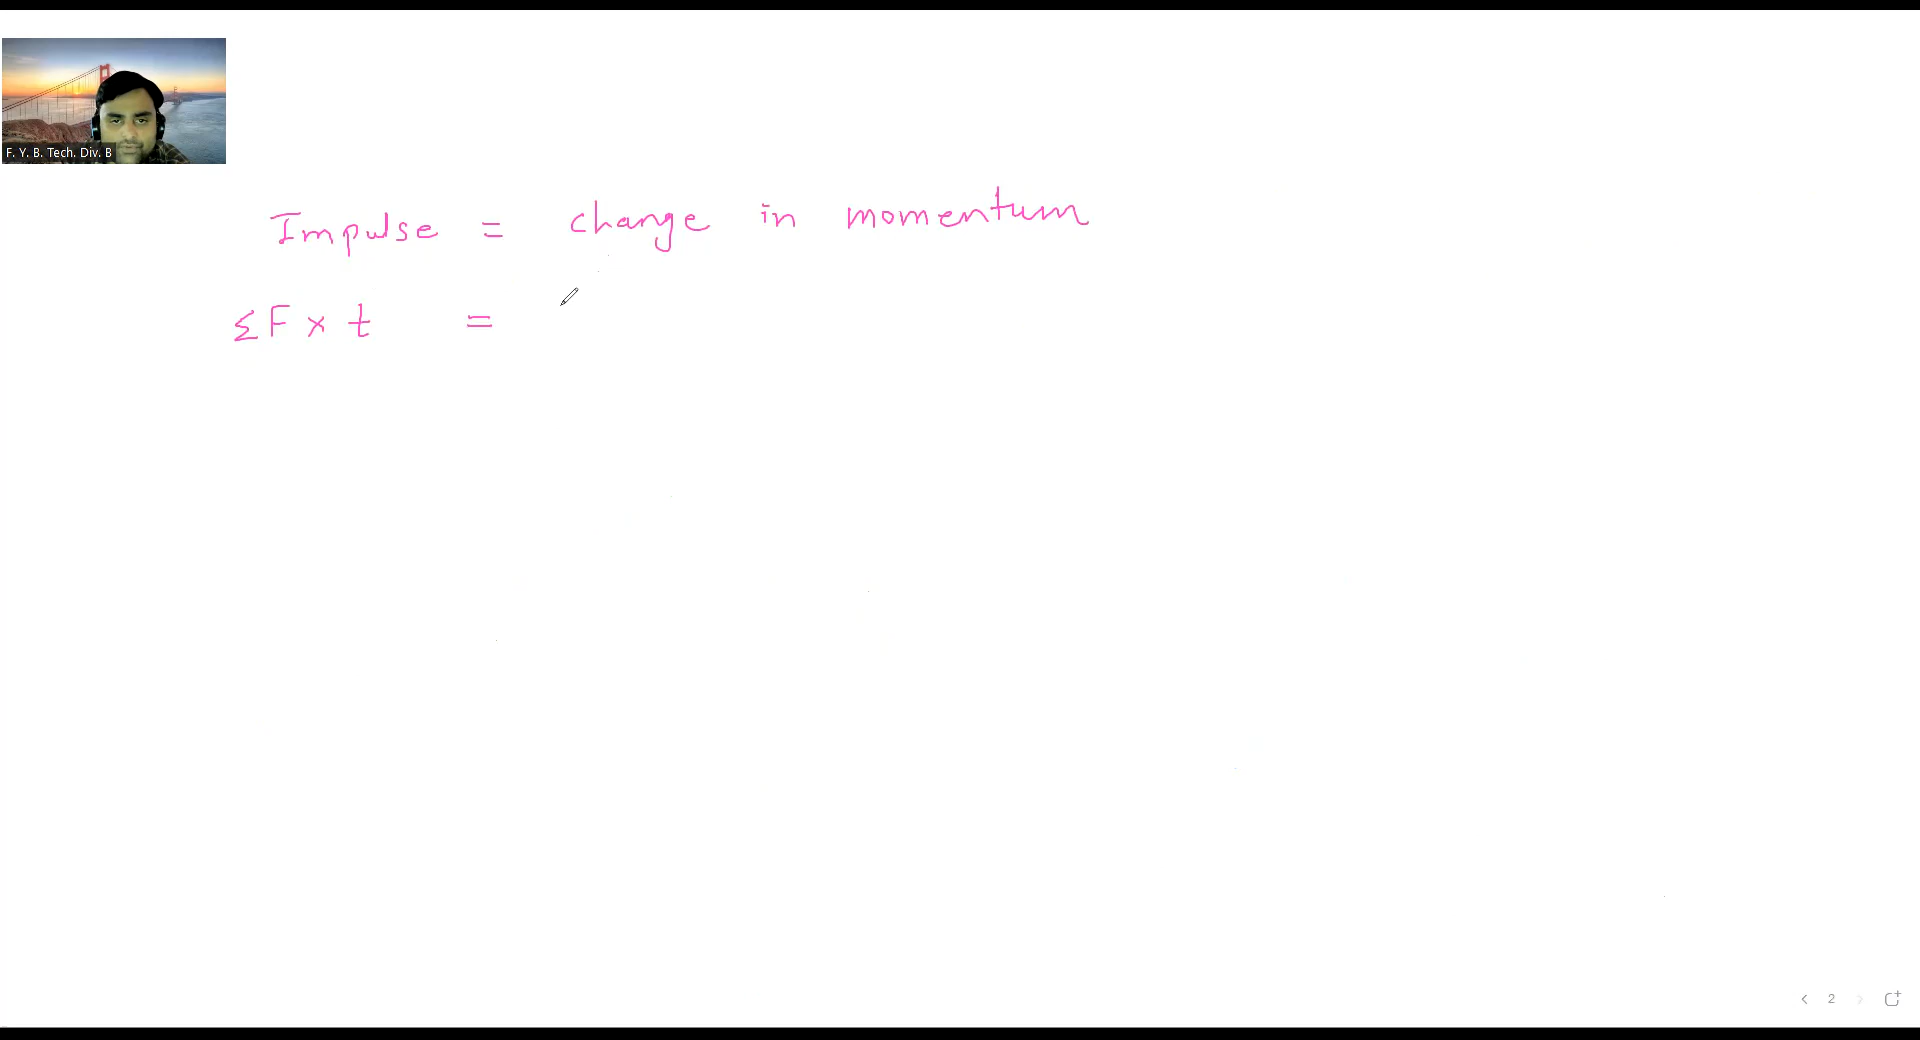 F. Y. B. Tech. Div. B
Impulse = change in momentum
ΣF × t =
2